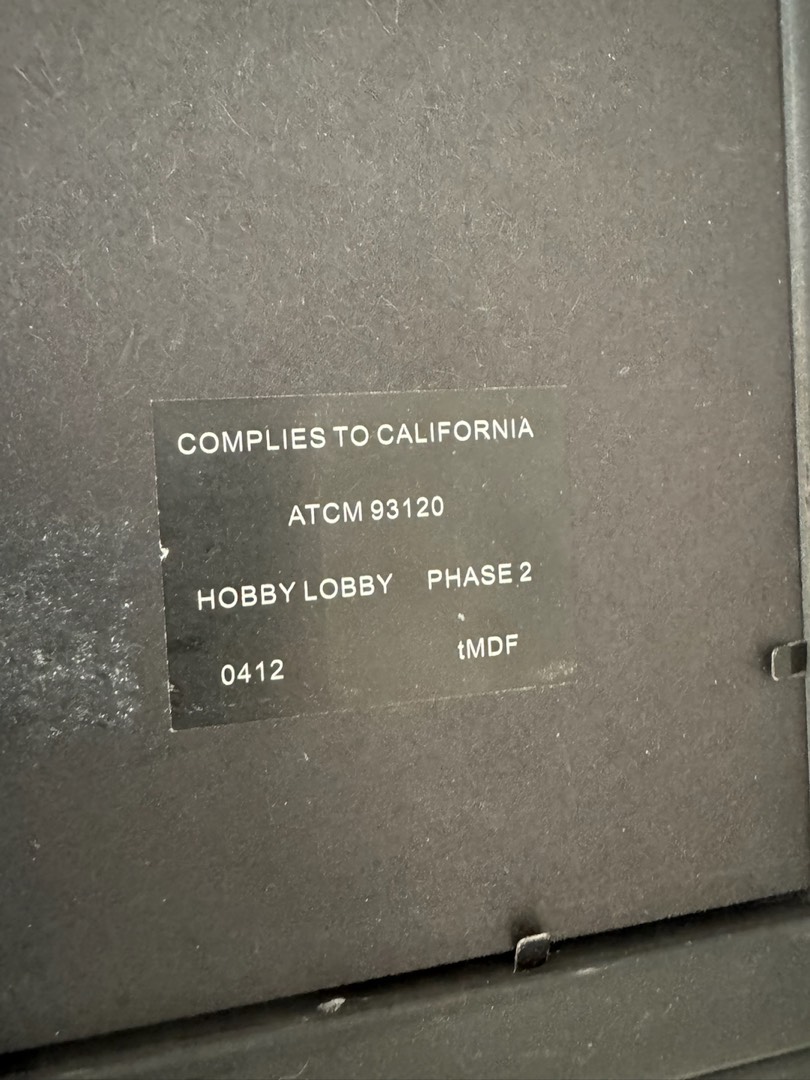 COMPLIES TO CALIFORNIA
ATCM 93120
HOBBY LOBBY PHASE 2
0412 tMDF